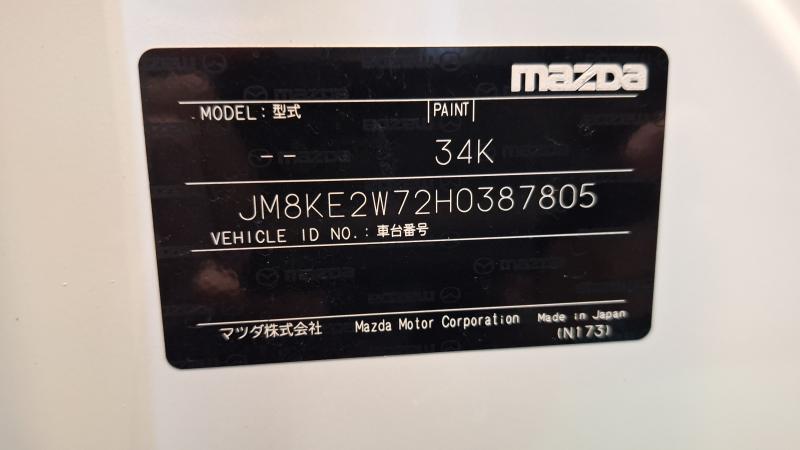 mazda
MODEL：型式 PAINT
-- 34K
JM8KE2W72H0387805
VEHICLE ID NO.：車台番号
マツダ株式会社 Mazda Motor Corporation Made in Japan
(N173)